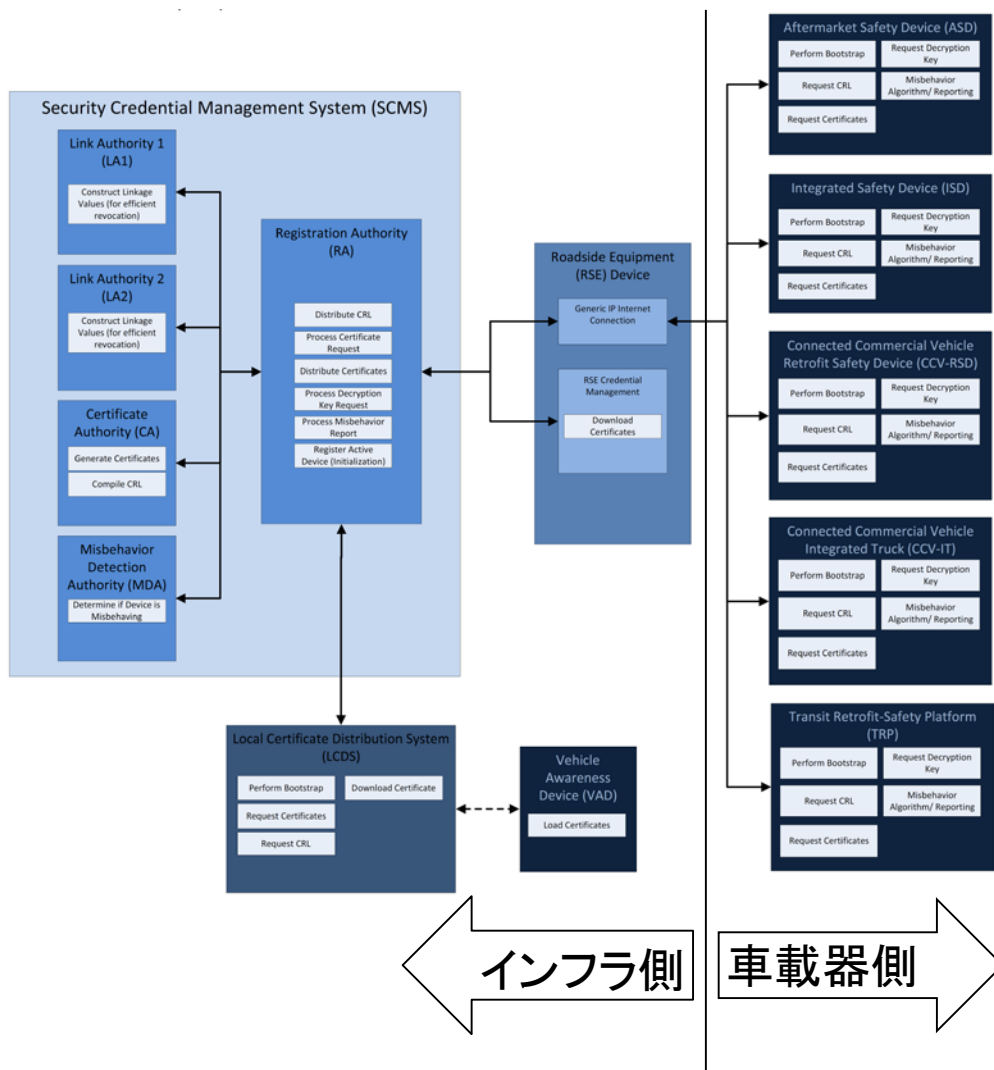 Security Credential Management System (SCMS)
Link Authority 1
(LA1)
Construct Linkage
Values (for efficient
revocation)
Link Authority 2
(LA2)
Construct Linkage
Values (for efficient
revocation)
Certificate
Authority (CA)
Generate Certificates
Compile CRL
Misbehavior
Detection
Authority (MDA)
Determine if Device is
Misbehaving
Registration Authority
(RA)
Distribute CRL
Process Certificate
Request
Distribute Certificates
Process Decryption
Key Request
Process Misbehavior
Report
Register Active
Device (Initialization)
Roadside Equipment
(RSE) Device
Generic IP Internet
Connection
RSE Credential
Management
Download
Certificates
Local Certificate Distribution System
(LCDS)
Perform Bootstrap
Download Certificate
Request Certificates
Request CRL
Vehicle
Awareness
Device (VAD)
Load Certificates
Aftermarket Safety Device (ASD)
Perform Bootstrap
Request Decryption
Key
Request CRL
Misbehavior
Algorithm/ Reporting
Request Certificates
Integrated Safety Device (ISD)
Perform Bootstrap
Request Decryption
Key
Request CRL
Misbehavior
Algorithm/ Reporting
Request Certificates
Connected Commercial Vehicle
Retrofit Safety Device (CCV-RSD)
Perform Bootstrap
Request Decryption
Key
Request CRL
Misbehavior
Algorithm/ Reporting
Request Certificates
Connected Commercial Vehicle
Integrated Truck (CCV-IT)
Perform Bootstrap
Request Decryption
Key
Request CRL
Misbehavior
Algorithm/ Reporting
Request Certificates
Transit Retrofit-Safety Platform
(TRP)
Perform Bootstrap
Request Decryption
Key
Request CRL
Misbehavior
Algorithm/ Reporting
Request Certificates
インフラ側
車載器側